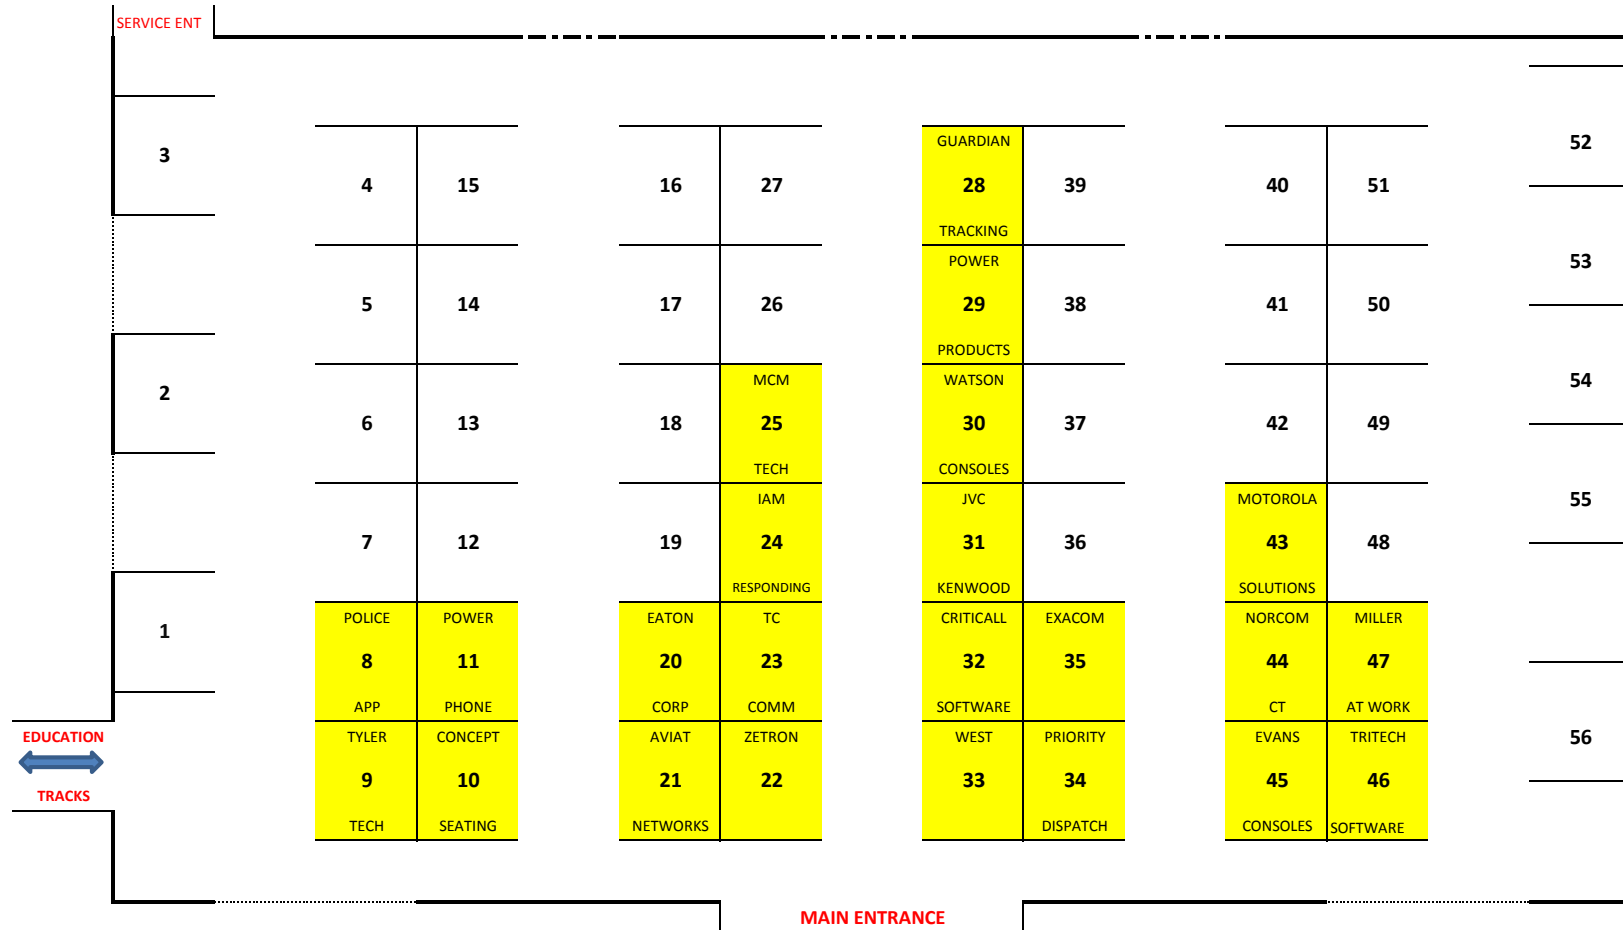 SERVICE ENT
3
2
1
EDUCATION
TRACKS
4
15
5
14
6
13
7
12
POLICE
8
APP
POWER
11
PHONE
TYLER
9
TECH
CONCEPT
10
SEATING
16
27
17
26
18
MCM
25
TECH
19
IAM
24
RESPONDING
EATON
20
CORP
TC
23
COMM
AVIAT
21
NETWORKS
ZETRON
22
GUARDIAN
28
TRACKING
39
POWER
29
PRODUCTS
38
WATSON
30
CONSOLES
37
JVC
31
KENWOOD
36
CRITICALL
32
SOFTWARE
EXACOM
35
WEST
33
PRIORITY
34
DISPATCH
40
51
41
50
42
49
MOTOROLA
43
SOLUTIONS
48
NORCOM
44
CT
MILLER
47
AT WORK
EVANS
45
CONSOLES
TRITECH
46
SOFTWARE
52
53
54
55
56
MAIN ENTRANCE